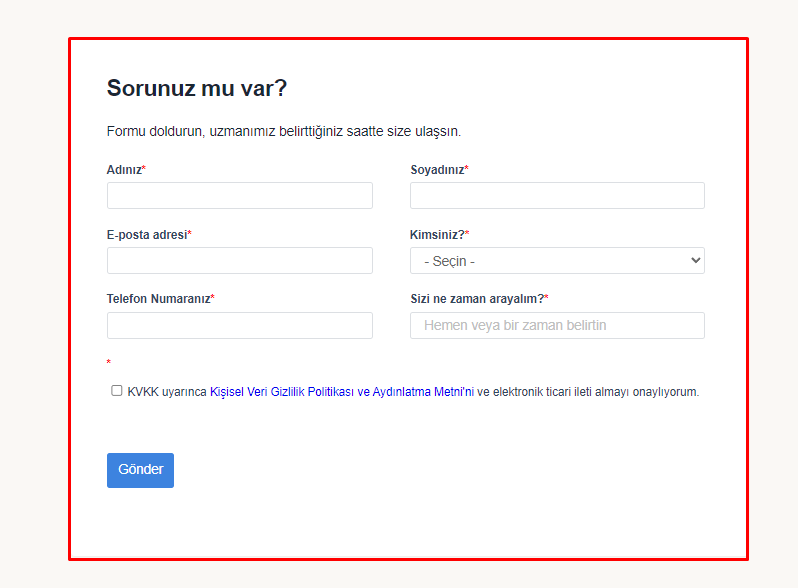 Sorunuz mu var?
Formu doldurun, uzmanımız belirttiğiniz saatte size ulaşsın.
Adınız* Soyadınız*
E-posta adresi* Kimsiniz?*
- Seçin -
Telefon Numaranız* Sizi ne zaman arayalım?*
Hemen veya bir zaman belirtin
*
KVKK uyarınca Kişisel Veri Gizlilik Politikası ve Aydınlatma Metni'ni ve elektronik ticari ileti almayı onaylıyorum.
Gönder